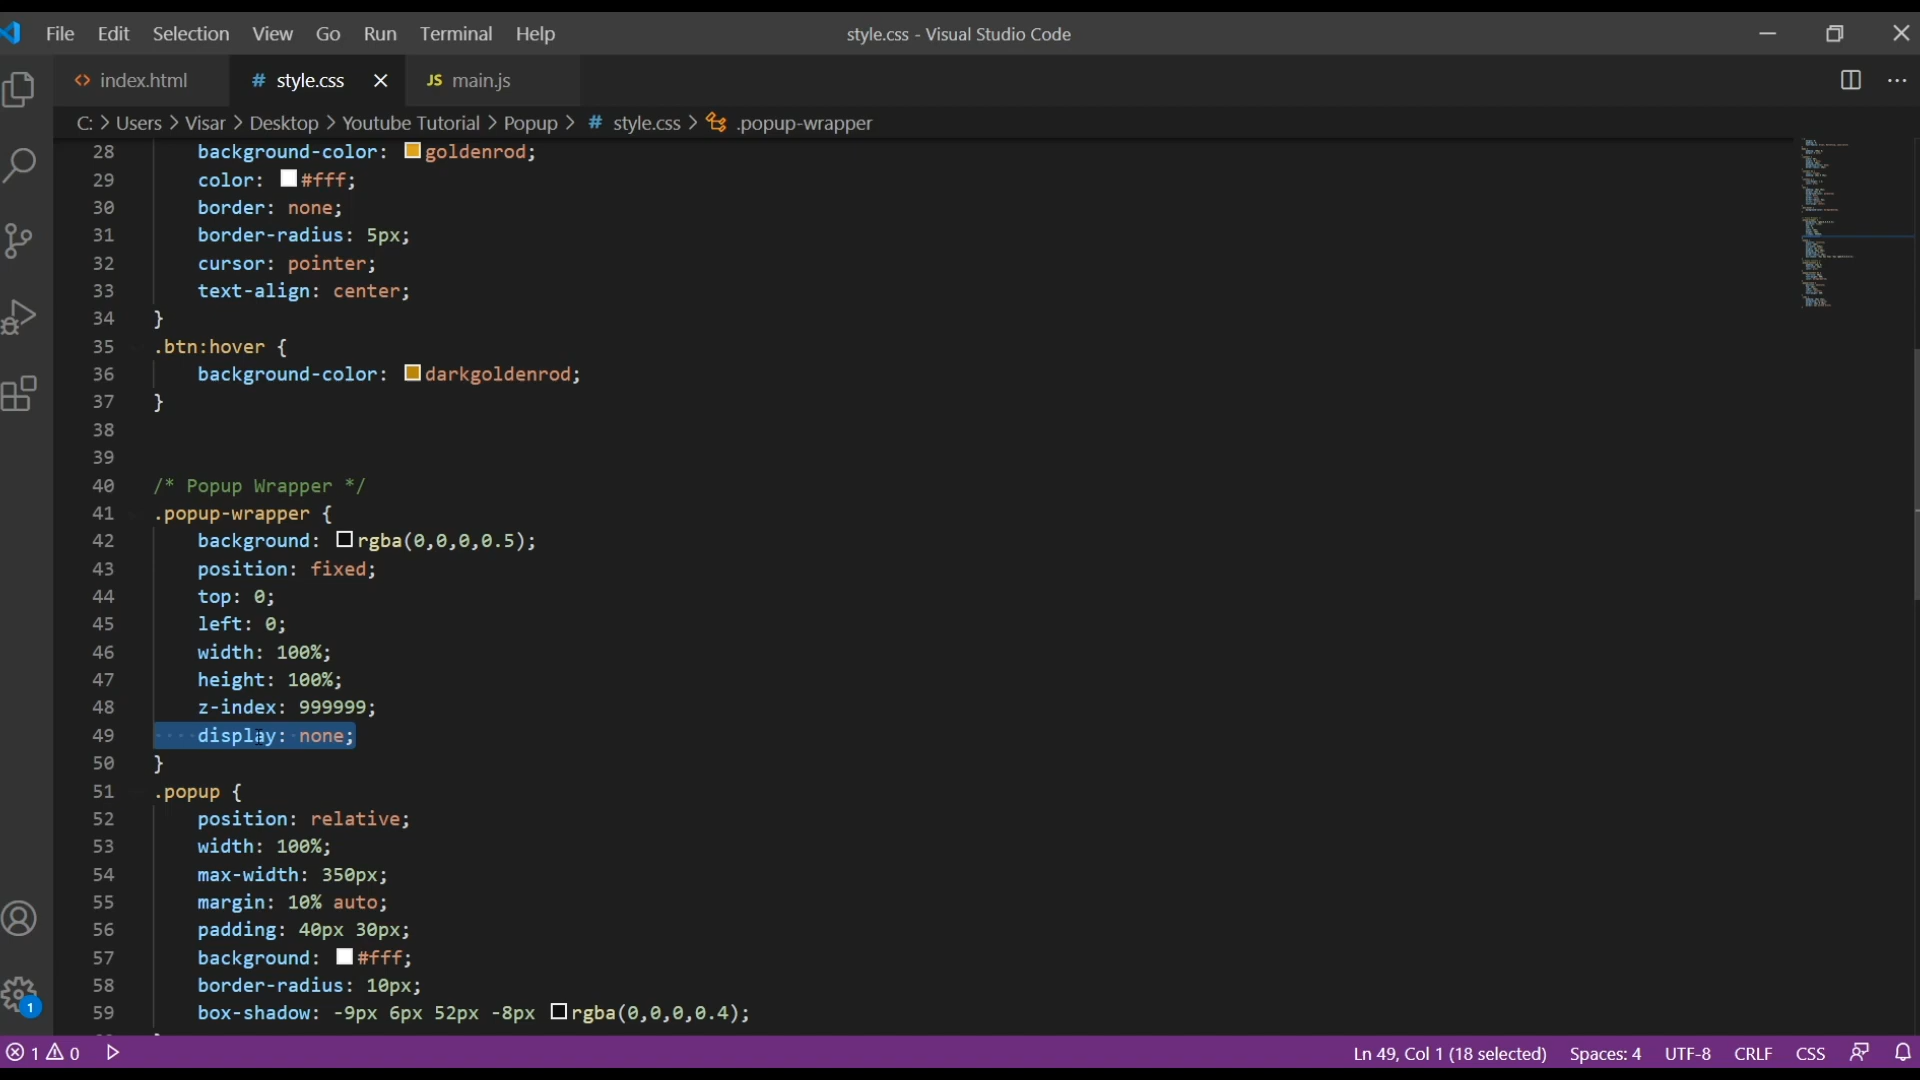 File Edit Selection View Go Run Terminal Help style.css - Visual Studio Code
<> index.html # style.css × JS main.js
C: > Users > Visar > Desktop > Youtube Tutorial > Popup > # style.css > .popup-wrapper
28 background-color: goldenrod;
29 color: #fff;
30 border: none;
31 border-radius: 5px;
32 cursor: pointer;
33 text-align: center;
34 }
35 .btn:hover {
36 background-color: darkgoldenrod;
37 }
38
39
40 /* Popup Wrapper */
41 .popup-wrapper {
42 background: rgba(0,0,0,0.5);
43 position: fixed;
44 top: 0;
45 left: 0;
46 width: 100%;
47 height: 100%;
48 z-index: 999999;
49 display: none;
50 }
51 .popup {
52 position: relative;
53 width: 100%;
54 max-width: 350px;
55 margin: 10% auto;
56 padding: 40px 30px;
57 background: #fff;
58 border-radius: 10px;
59 box-shadow: -9px 6px 52px -8px rgba(0,0,0,0.4);
1
1 0 Ln 49, Col 1 (18 selected) Spaces: 4 UTF-8 CRLF CSS